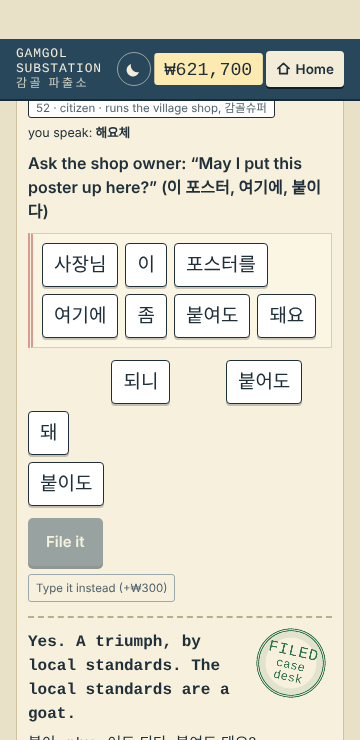 GAMGOL
SUBSTATION
감골 파출소
₩621,700
Home
52 · citizen · runs the village shop, 감골슈퍼
you speak: 해요체
Ask the shop owner: “May I put this
poster up here?” (이 포스터, 여기에, 붙이
다)
사장님 이 포스터를
여기에 좀 붙여도 돼요
되니 붙어도
돼
붙이도
File it
Type it instead (+₩300)
Yes. A triumph, by
local standards. The
local standards are a
goat.
FILED
case
desk